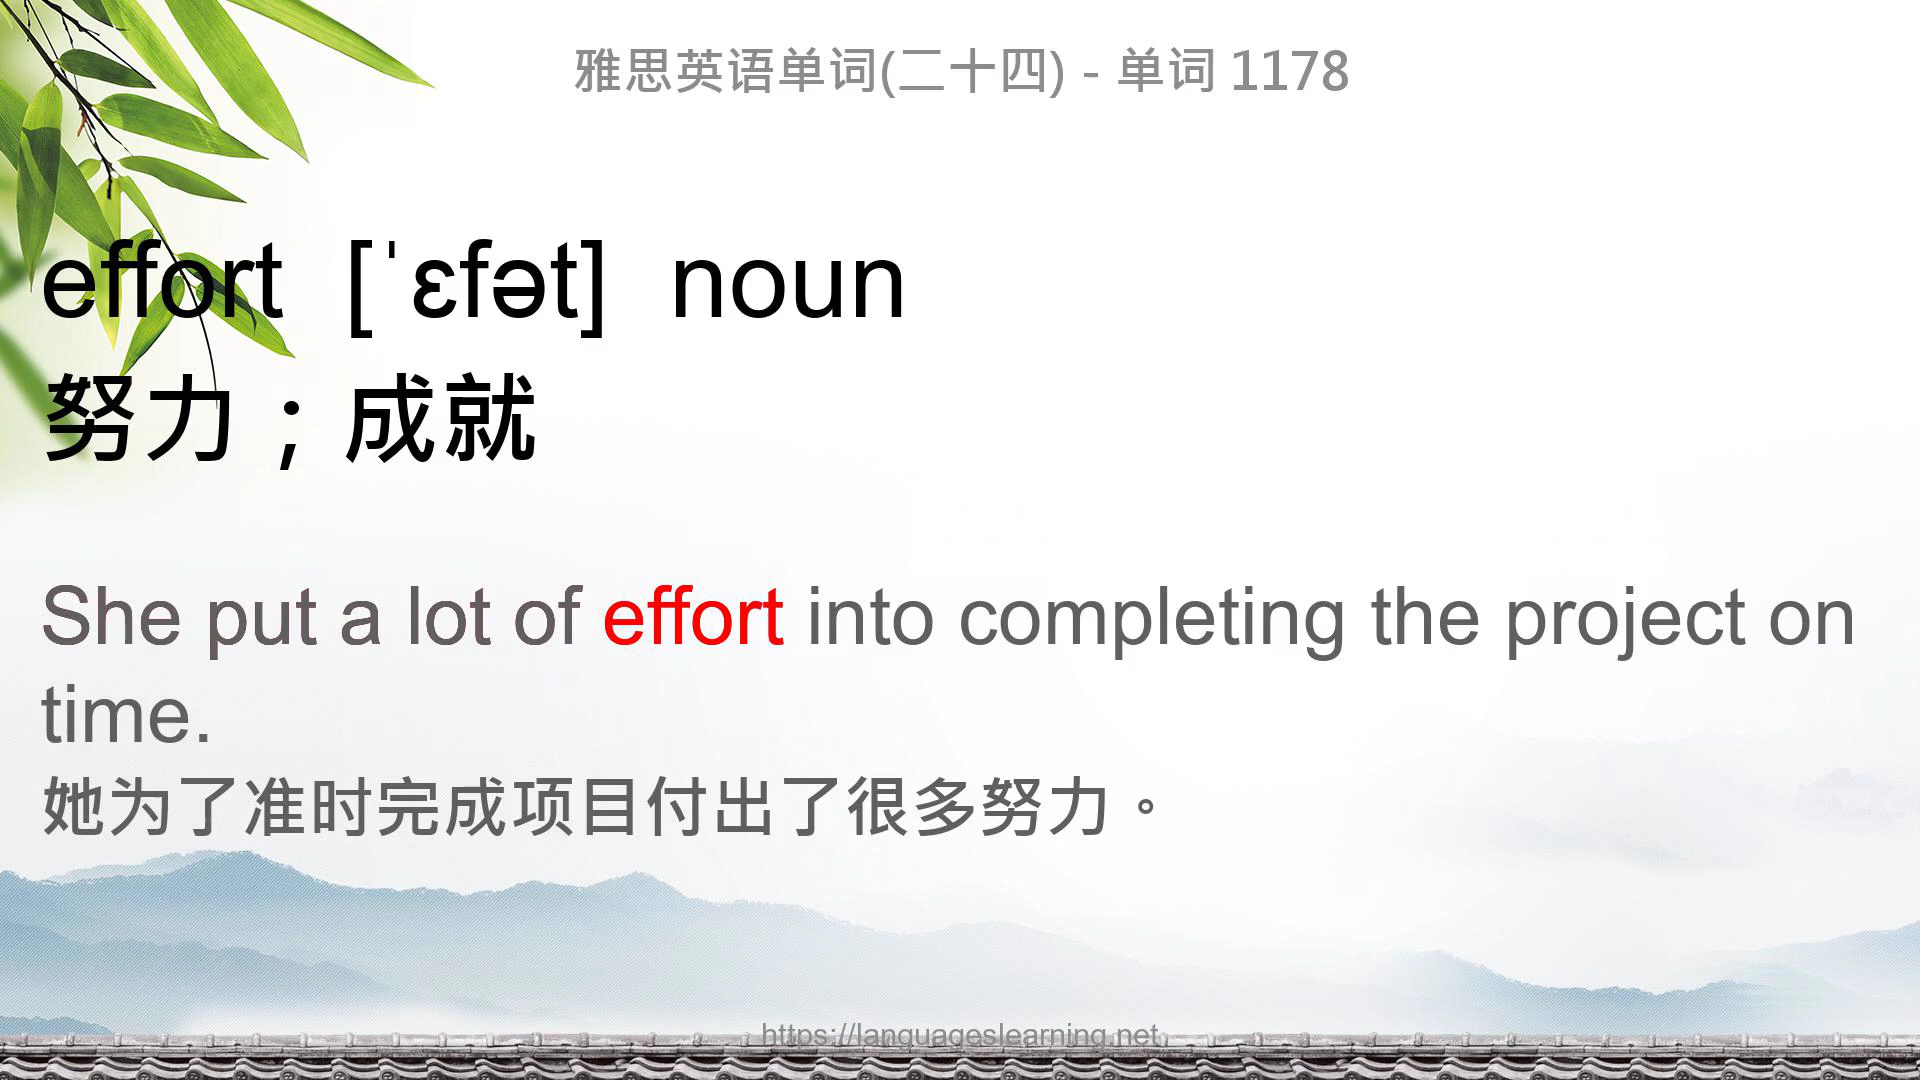 雅思英语单词(二十四) - 单词 1178
effort [ˈɛfət] noun
努力；成就
She put a lot of effort into completing the project on
time.
她为了准时完成项目付出了很多努力。
https://languageslearning.net